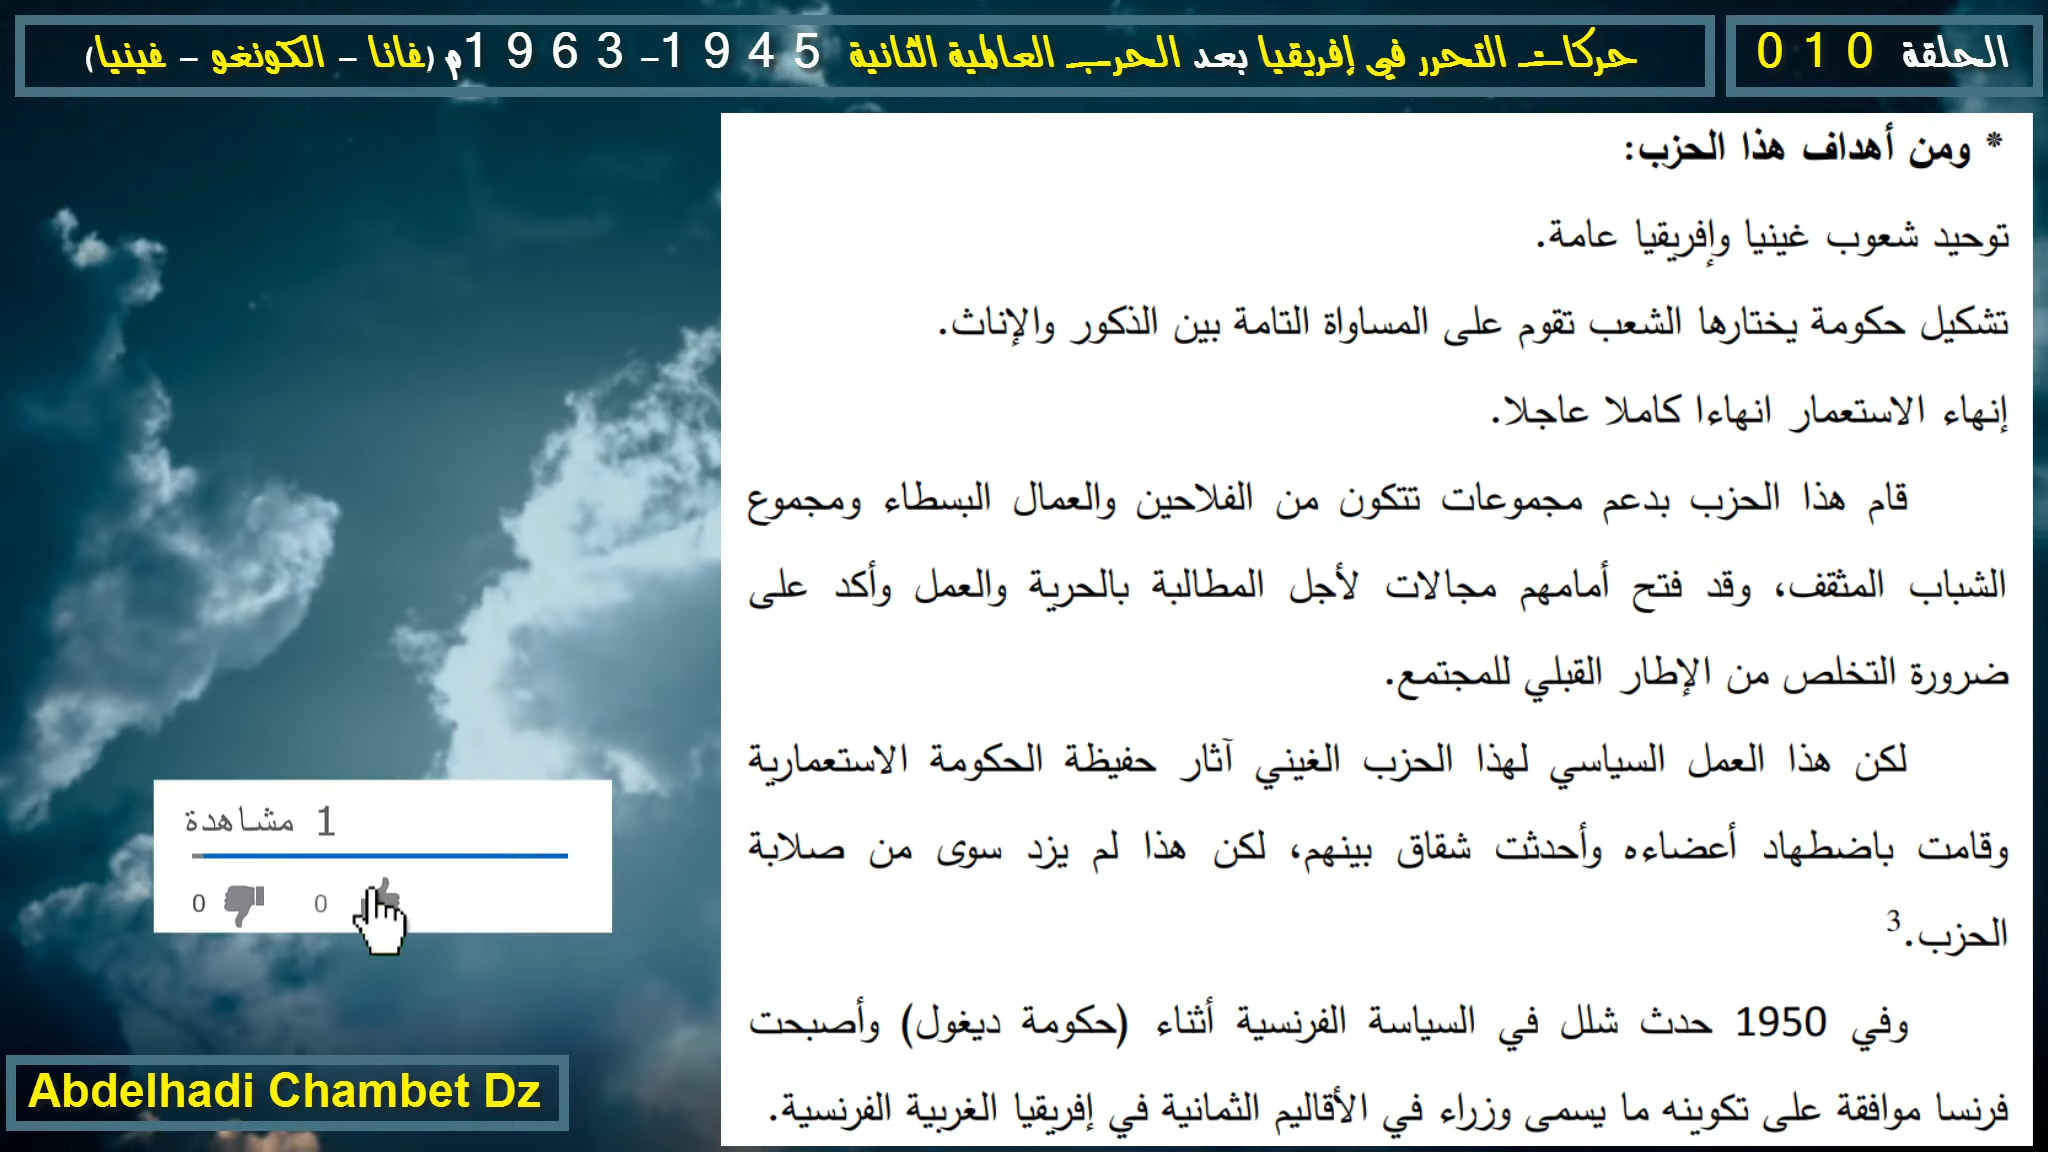 الحلقة 010
حركات التحرر في إفريقيا بعد الحرب العالمية الثانية 1945-1963م (غانا - الكونغو - غينيا)
* ومن أهداف هذا الحزب:
توحيد شعوب غينيا وإفريقيا عامة.
تشكيل حكومة يختارها الشعب تقوم على المساواة التامة بين الذكور والإناث.
إنهاء الاستعمار انهاءا كاملا عاجلا.
قام هذا الحزب بدعم مجموعات تتكون من الفلاحين والعمال البسطاء ومجموع
الشباب المثقف، وقد فتح أمامهم مجالات لأجل المطالبة بالحرية والعمل وأكد على
ضرورة التخلص من الإطار القبلي للمجتمع.
لكن هذا العمل السياسي لهذا الحزب الغيني آثار حفيظة الحكومة الاستعمارية
وقامت باضطهاد أعضاءه وأحدثت شقاق بينهم، لكن هذا لم يزد سوى من صلابة
الحزب.3
وفي 1950 حدث شلل في السياسة الفرنسية أثناء (حكومة ديغول) وأصبحت
فرنسا موافقة على تكوينه ما يسمى وزراء في الأقاليم الثمانية في إفريقيا الغربية الفرنسية.
1 مشاهدة
0 0
Abdelhadi Chambet Dz